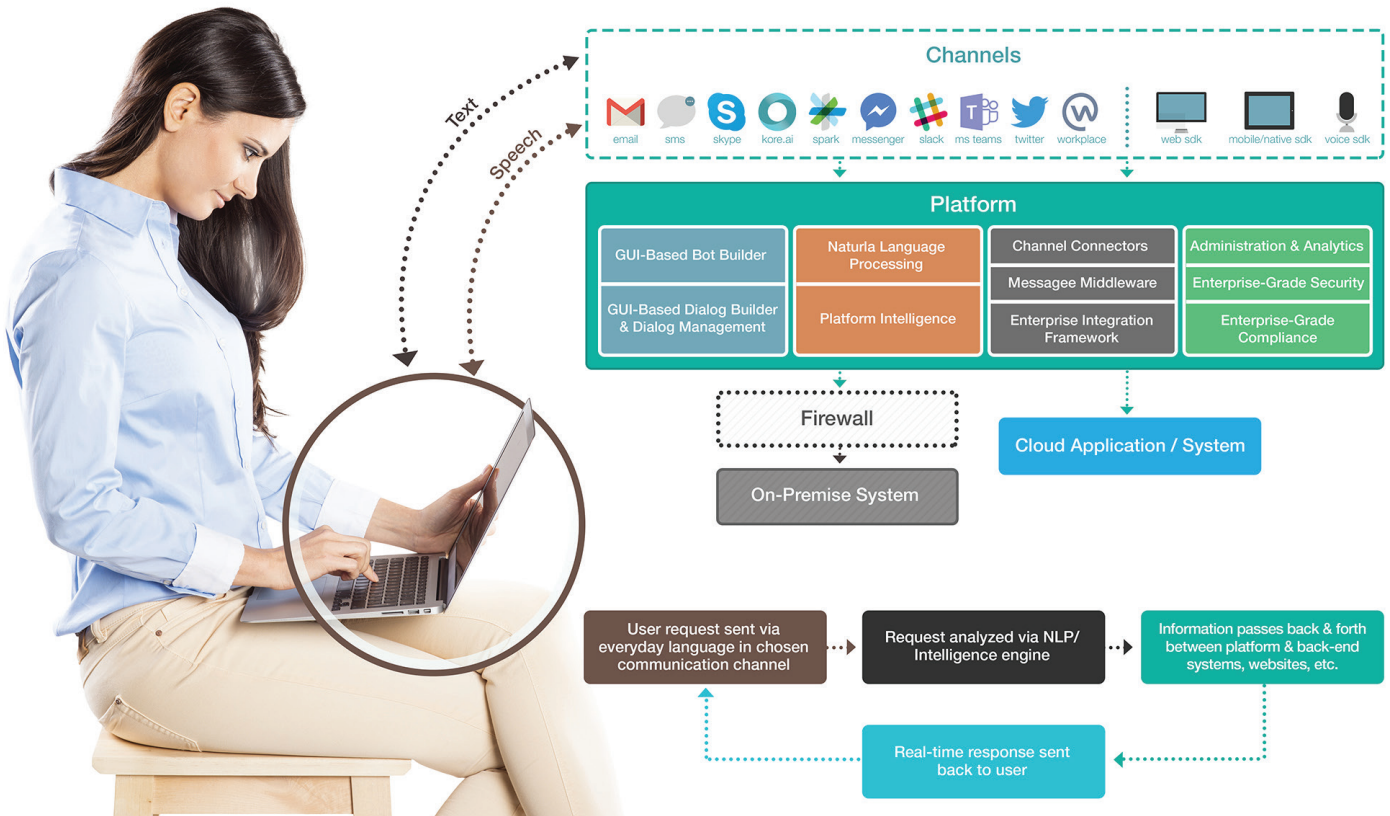 Text
Speech
Channels
email
sms
skype
kore.ai
spark
messenger
slack
ms teams
twitter
workplace
web sdk
mobile/native sdk
voice sdk
Platform
GUI-Based Bot Builder
GUI-Based Dialog Builder
& Dialog Management
Naturla Language
Processing
Platform Intelligence
Channel Connectors
Messagee Middleware
Enterprise Integration
Framework
Administration & Analytics
Enterprise-Grade Security
Enterprise-Grade
Compliance
Firewall
On-Premise System
Cloud Application / System
User request sent via
everyday language in chosen
communication channel
Request analyzed via NLP/
Intelligence engine
Information passes back & forth
between platform & back-end
systems, websites, etc.
Real-time response sent
back to user